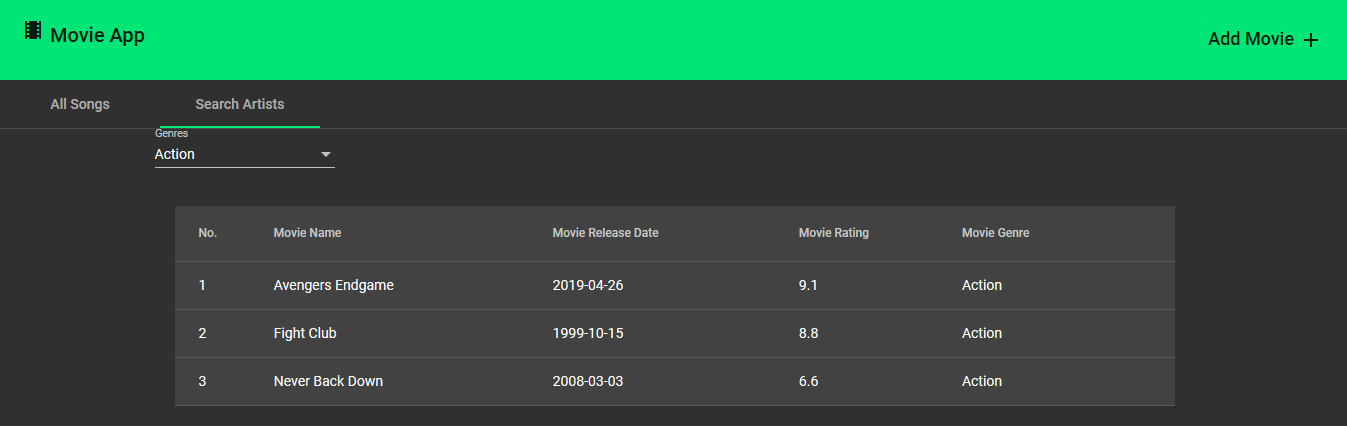 Movie App
Add Movie +
All Songs Search Artists
Genres
Action
No. Movie Name Movie Release Date Movie Rating Movie Genre
1 Avengers Endgame 2019-04-26 9.1 Action
2 Fight Club 1999-10-15 8.8 Action
3 Never Back Down 2008-03-03 6.6 Action